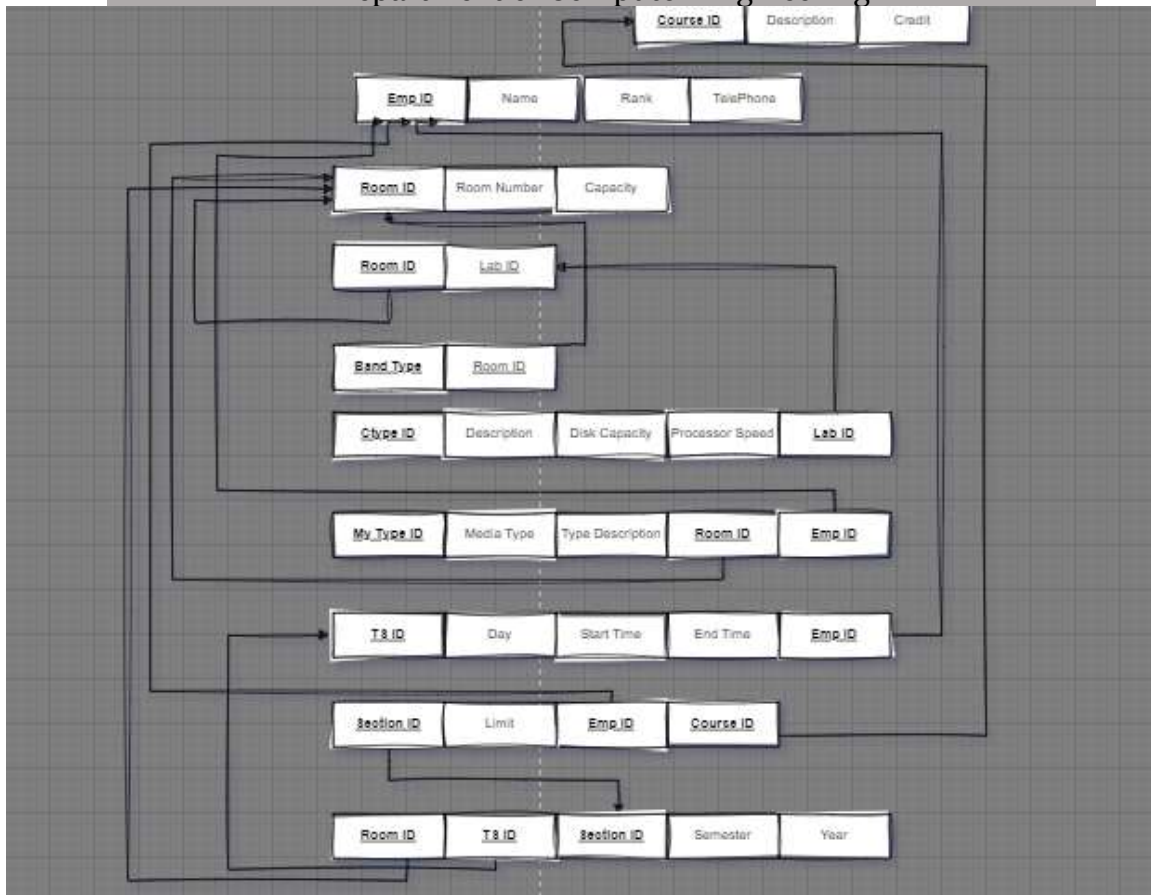 Course ID Description Credit
Emp ID Name Rank TelePhone
Room ID Room Number Capacity
Room ID Lab ID
Band Type Room ID
Ctype ID Description Disk Capacity Processor Speed Lab ID
My Type ID Media Type Type Description Room ID Emp ID
TS ID Day Start Time End Time Emp ID
Section ID Limit Emp ID Course ID
Room ID TS ID Section ID Semester Year